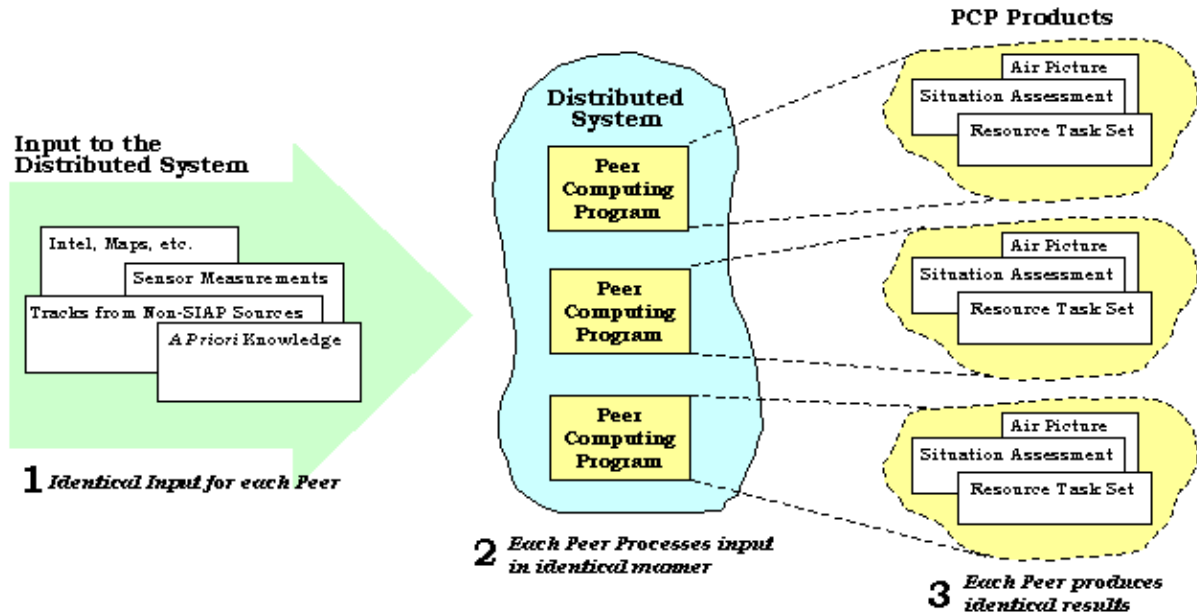 Input to the
Distributed System
Intel, Maps, etc.
Sensor Measurements
Tracks from Non-SIAP Sources
A Priori Knowledge
1 Identical Input for each Peer
Distributed
System
Peer
Computing
Program
Peer
Computing
Program
Peer
Computing
Program
2 Each Peer Processes input
in identical manner
PCP Products
Air Picture
Situation Assessment
Resource Task Set
Air Picture
Situation Assessment
Resource Task Set
Air Picture
Situation Assessment
Resource Task Set
3 Each Peer produces
identical results